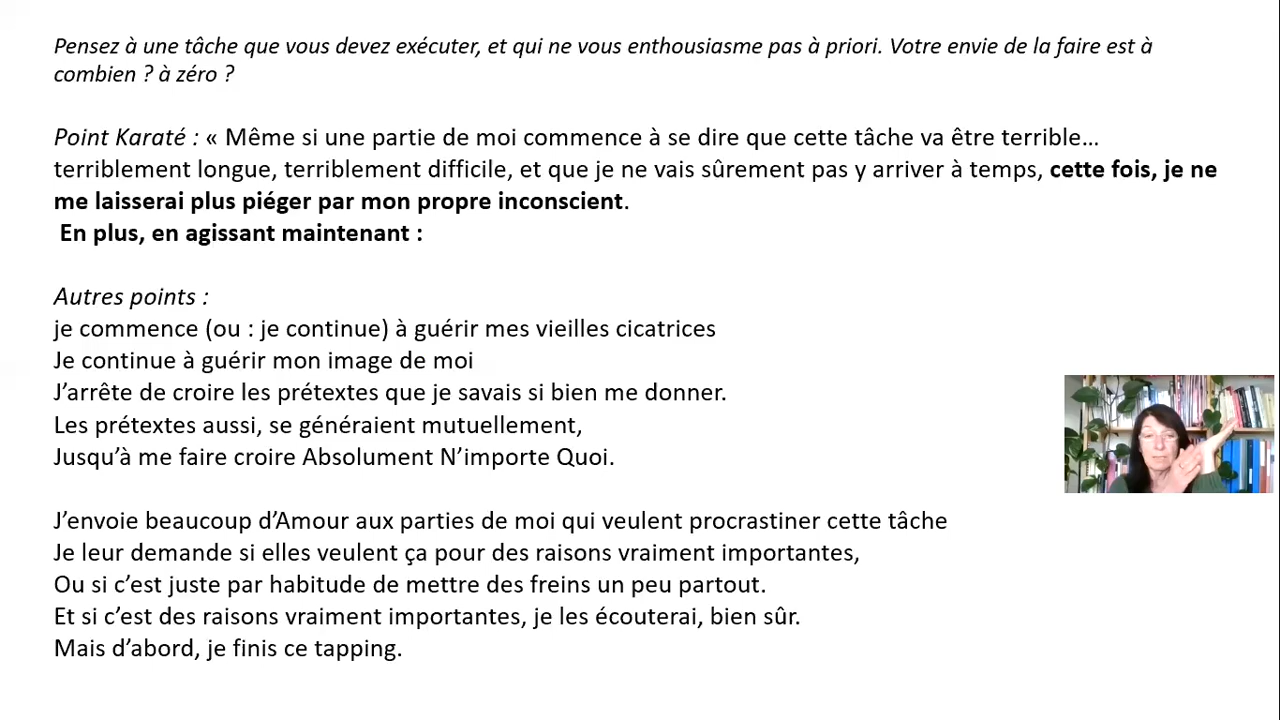 Pensez à une tâche que vous devez exécuter, et qui ne vous enthousiasme pas à priori. Votre envie de la faire est à
combien ? à zéro ?
Point Karaté : « Même si une partie de moi commence à se dire que cette tâche va être terrible…
terriblement longue, terriblement difficile, et que je ne vais sûrement pas y arriver à temps, cette fois, je ne
me laisserai plus piéger par mon propre inconscient.
En plus, en agissant maintenant :
Autres points :
je commence (ou : je continue) à guérir mes vieilles cicatrices
Je continue à guérir mon image de moi
J’arrête de croire les prétextes que je savais si bien me donner.
Les prétextes aussi, se généraient mutuellement,
Jusqu’à me faire croire Absolument N’importe Quoi.
J’envoie beaucoup d’Amour aux parties de moi qui veulent procrastiner cette tâche
Je leur demande si elles veulent ça pour des raisons vraiment importantes,
Ou si c’est juste par habitude de mettre des freins un peu partout.
Et si c’est des raisons vraiment importantes, je les écouterai, bien sûr.
Mais d’abord, je finis ce tapping.